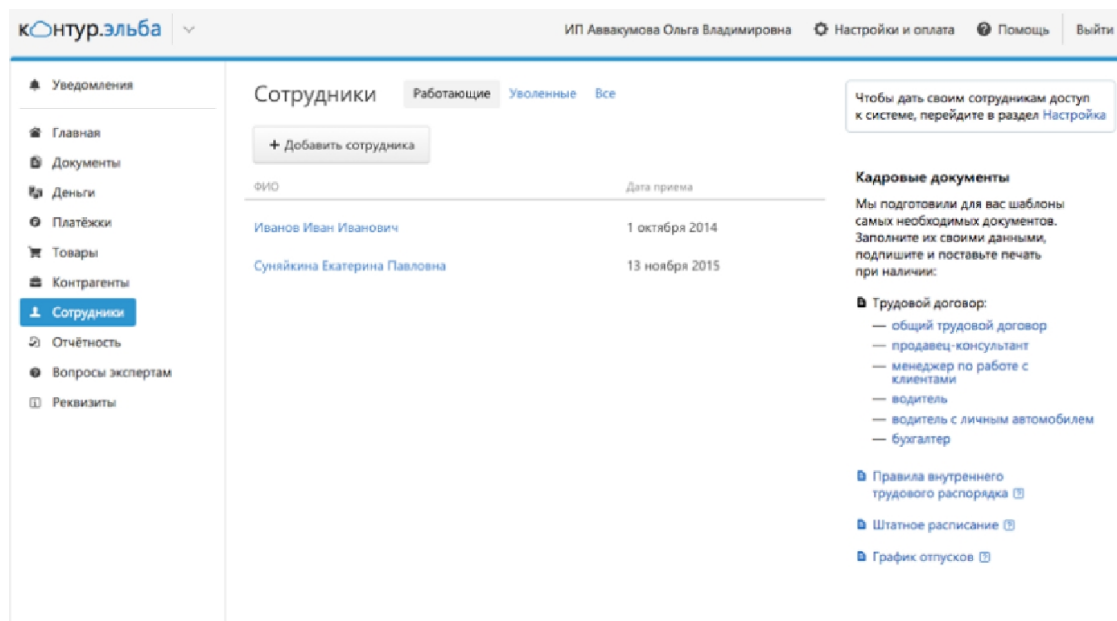 контур.эльба
ИП Аввакумова Ольга Владимировна
Настройки и оплата
Помощь
Выйти
Уведомления
Главная
Документы
Деньги
Платёжки
Товары
Контрагенты
Сотрудники
Отчётность
Вопросы экспертам
Реквизиты
Сотрудники Работающие Уволенные Все
+ Добавить сотрудника
ФИО Дата приема
Иванов Иван Иванович 1 октября 2014
Суняйкина Екатерина Павловна 13 ноября 2015
Чтобы дать своим сотрудникам доступ
к системе, перейдите в раздел Настройка
Кадровые документы
Мы подготовили для вас шаблоны
самых необходимых документов.
Заполните их своими данными,
подпишите и поставьте печать
при наличии:
Трудовой договор:
— общий трудовой договор
— продавец-консультант
— менеджер по работе с
клиентами
— водитель
— водитель с личным автомобилем
— бухгалтер
Правила внутреннего
трудового распорядка ?
Штатное расписание ?
График отпусков ?